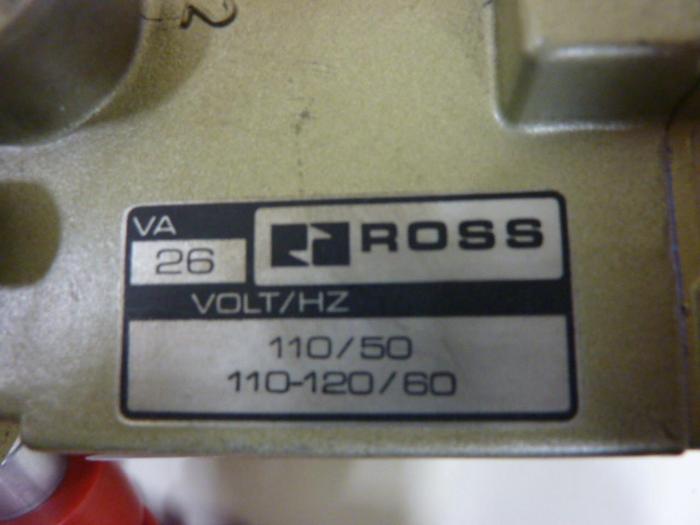 VA
26
ROSS
VOLT/HZ
110/50
110-120/60